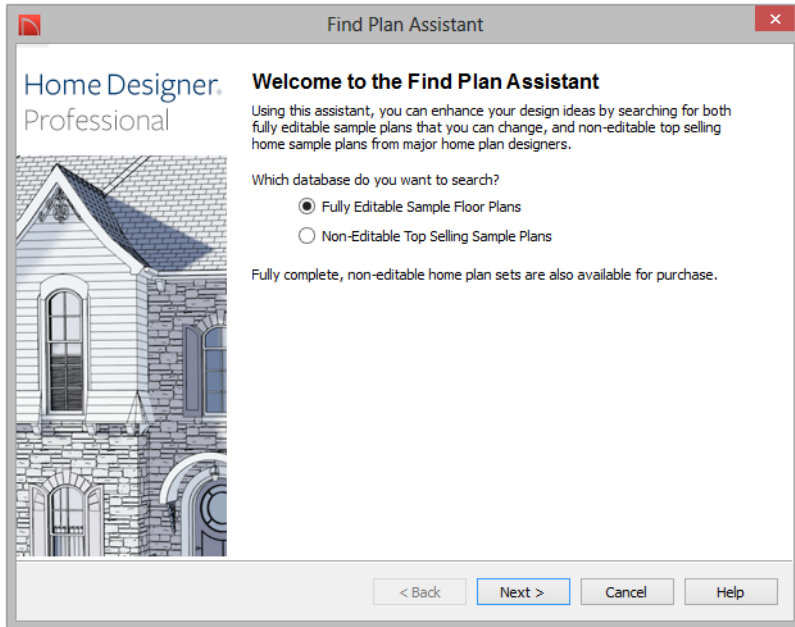 Find Plan Assistant
Home Designer®
Professional
Welcome to the Find Plan Assistant
Using this assistant, you can enhance your design ideas by searching for both
fully editable sample plans that you can change, and non-editable top selling
home sample plans from major home plan designers.
Which database do you want to search?
Fully Editable Sample Floor Plans
Non-Editable Top Selling Sample Plans
Fully complete, non-editable home plan sets are also available for purchase.
< Back
Next >
Cancel
Help